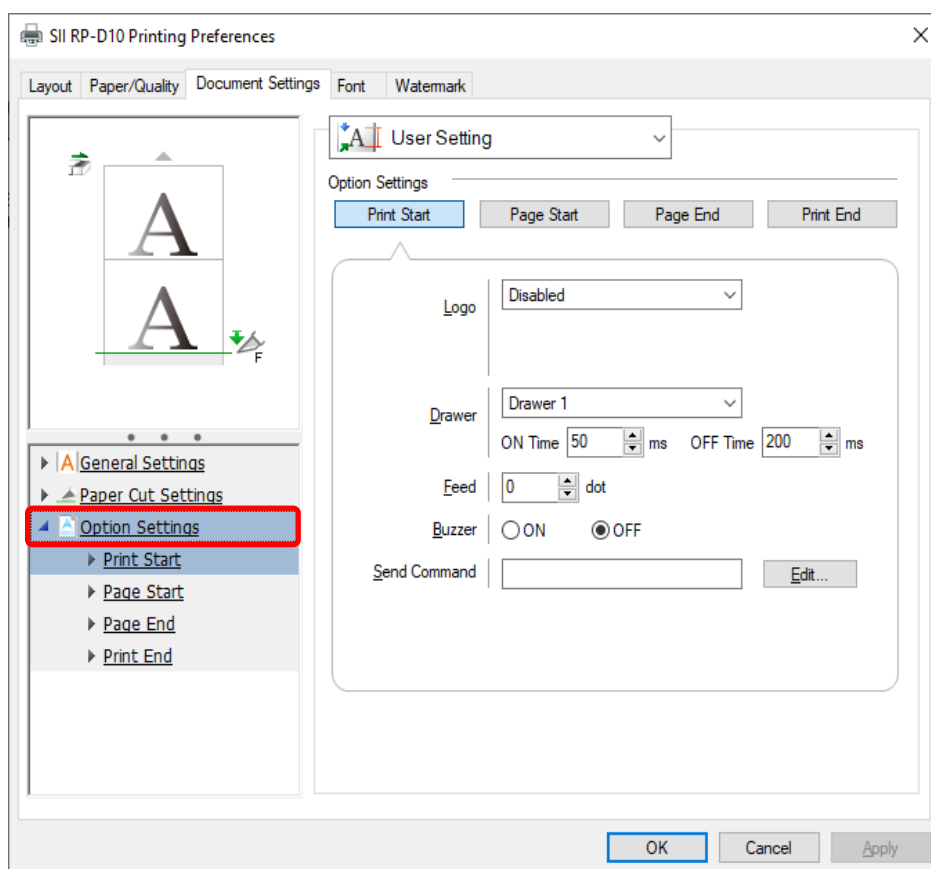 SII RP-D10 Printing Preferences
Layout Paper/Quality Document Settings Font Watermark
A
A
F
General Settings
Paper Cut Settings
Option Settings
Print Start
Page Start
Page End
Print End
User Setting
Option Settings
Print Start Page Start Page End Print End
Logo Disabled
Drawer Drawer 1
ON Time 50 ms OFF Time 200 ms
Feed 0 dot
Buzzer ON OFF
Send Command Edit...
OK Cancel Apply